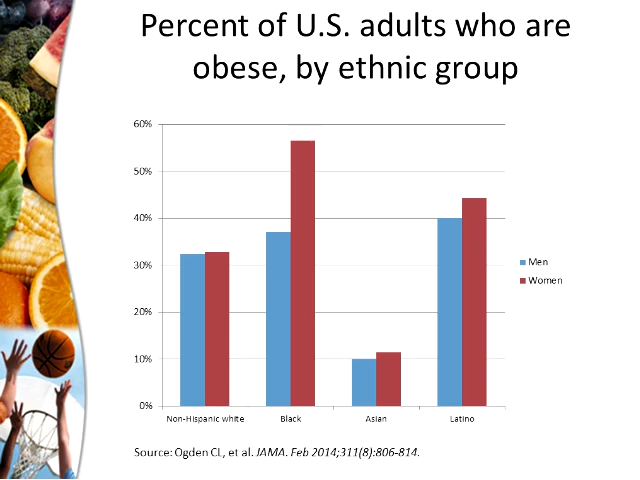 Percent of U.S. adults who are
obese, by ethnic group
60%
50%
40%
30%
20%
10%
0%
Non-Hispanic white
Black
Asian
Latino
Men
Women
Source: Ogden CL, et al. JAMA. Feb 2014;311(8):806-814.